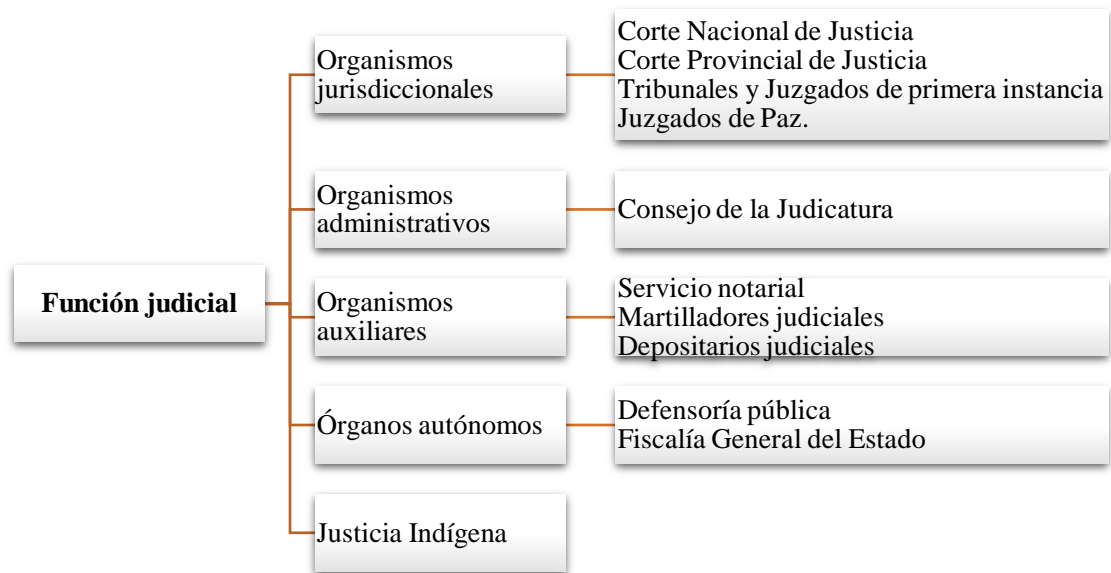 Función judicial
Organismos
jurisdiccionales
Corte Nacional de Justicia
Corte Provincial de Justicia
Tribunales y Juzgados de primera instancia
Juzgados de Paz.
Organismos
administrativos
Consejo de la Judicatura
Organismos
auxiliares
Servicio notarial
Martilladores judiciales
Depositarios judiciales
Órganos autónomos
Defensoría pública
Fiscalía General del Estado
Justicia Indígena